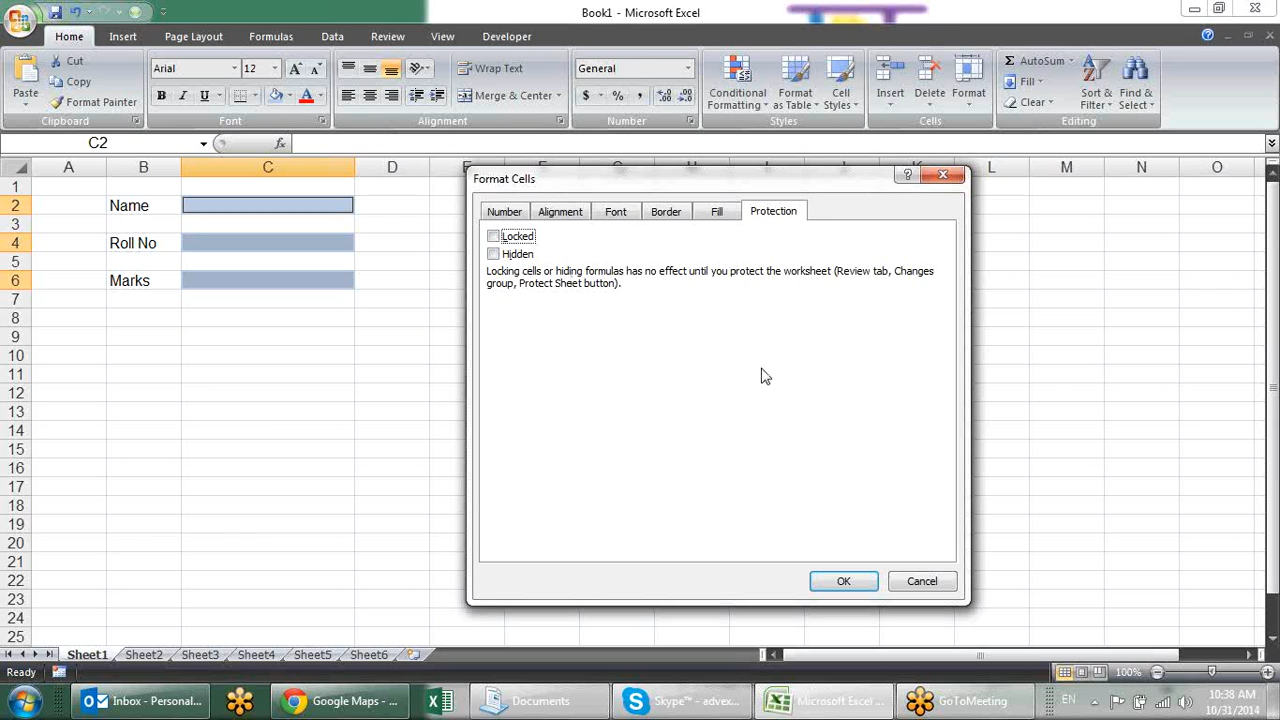 Book1 - Microsoft Excel
Home Insert Page Layout Formulas Data Review View Developer
Cut
Copy
Format Painter
Paste
Clipboard
Arial 12
B I U
Font
Wrap Text
Merge & Center
Alignment
General
$ % ,
Number
Conditional Formatting
Format as Table
Cell Styles
Styles
Insert Delete Format
Cells
AutoSum
Fill
Clear
Sort & Filter
Find & Select
Editing
C2 fx
A B C D L M N O
1
2 Name
3
4 Roll No
5
6 Marks
7
8
9
10
11
12
13
14
15
16
17
18
19
20
21
22
23
24
25
Format Cells
Number Alignment Font Border Fill Protection
Locked
Hidden
Locking cells or hiding formulas has no effect until you protect the worksheet (Review tab, Changes
group, Protect Sheet button).
OK Cancel
Sheet1 Sheet2 Sheet3 Sheet4 Sheet5 Sheet6
Ready 100%
Inbox - Personal... Google Maps - ... Documents Skype™ - advex... Microsoft Excel ... GoToMeeting EN
10:38 AM
10/31/2014